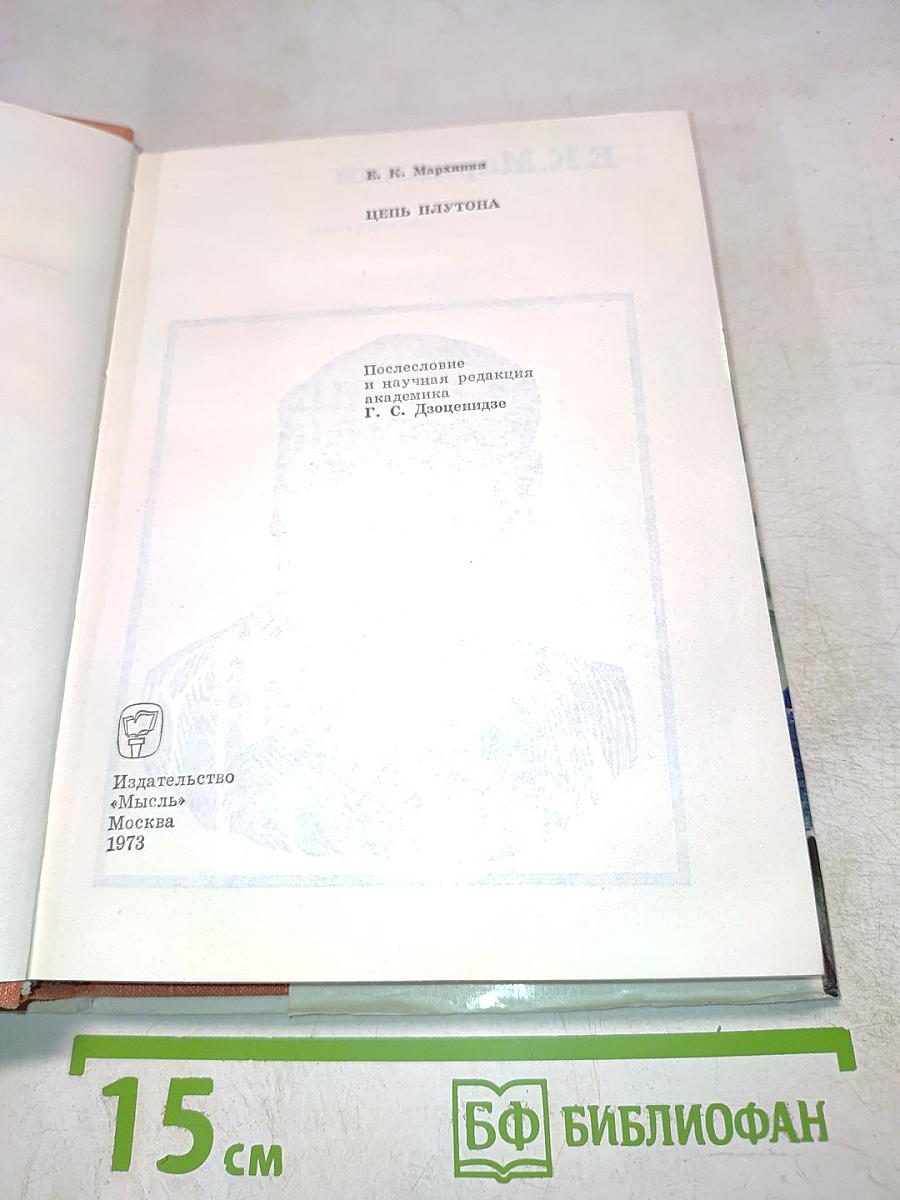 Е. К. Мархинин
ЦЕПЬ ПЛУТОНА
Послесловие
и научная редакция
академика
Г. С. Дзоценидзе
Издательство
«Мысль»
Москва
1973
15 см
БФ БИБЛИОФАН